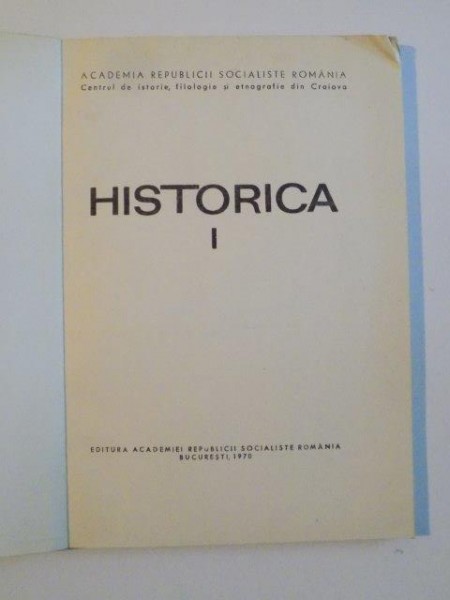 ACADEMIA REPUBLICII SOCIALISTE ROMÂNIA
Centrul de istorie, filologie și etnografie din Craiova
HISTORICA
I
EDITURA ACADEMIEI REPUBLICII SOCIALISTE ROMÂNIA
BUCUREȘTI, 1970